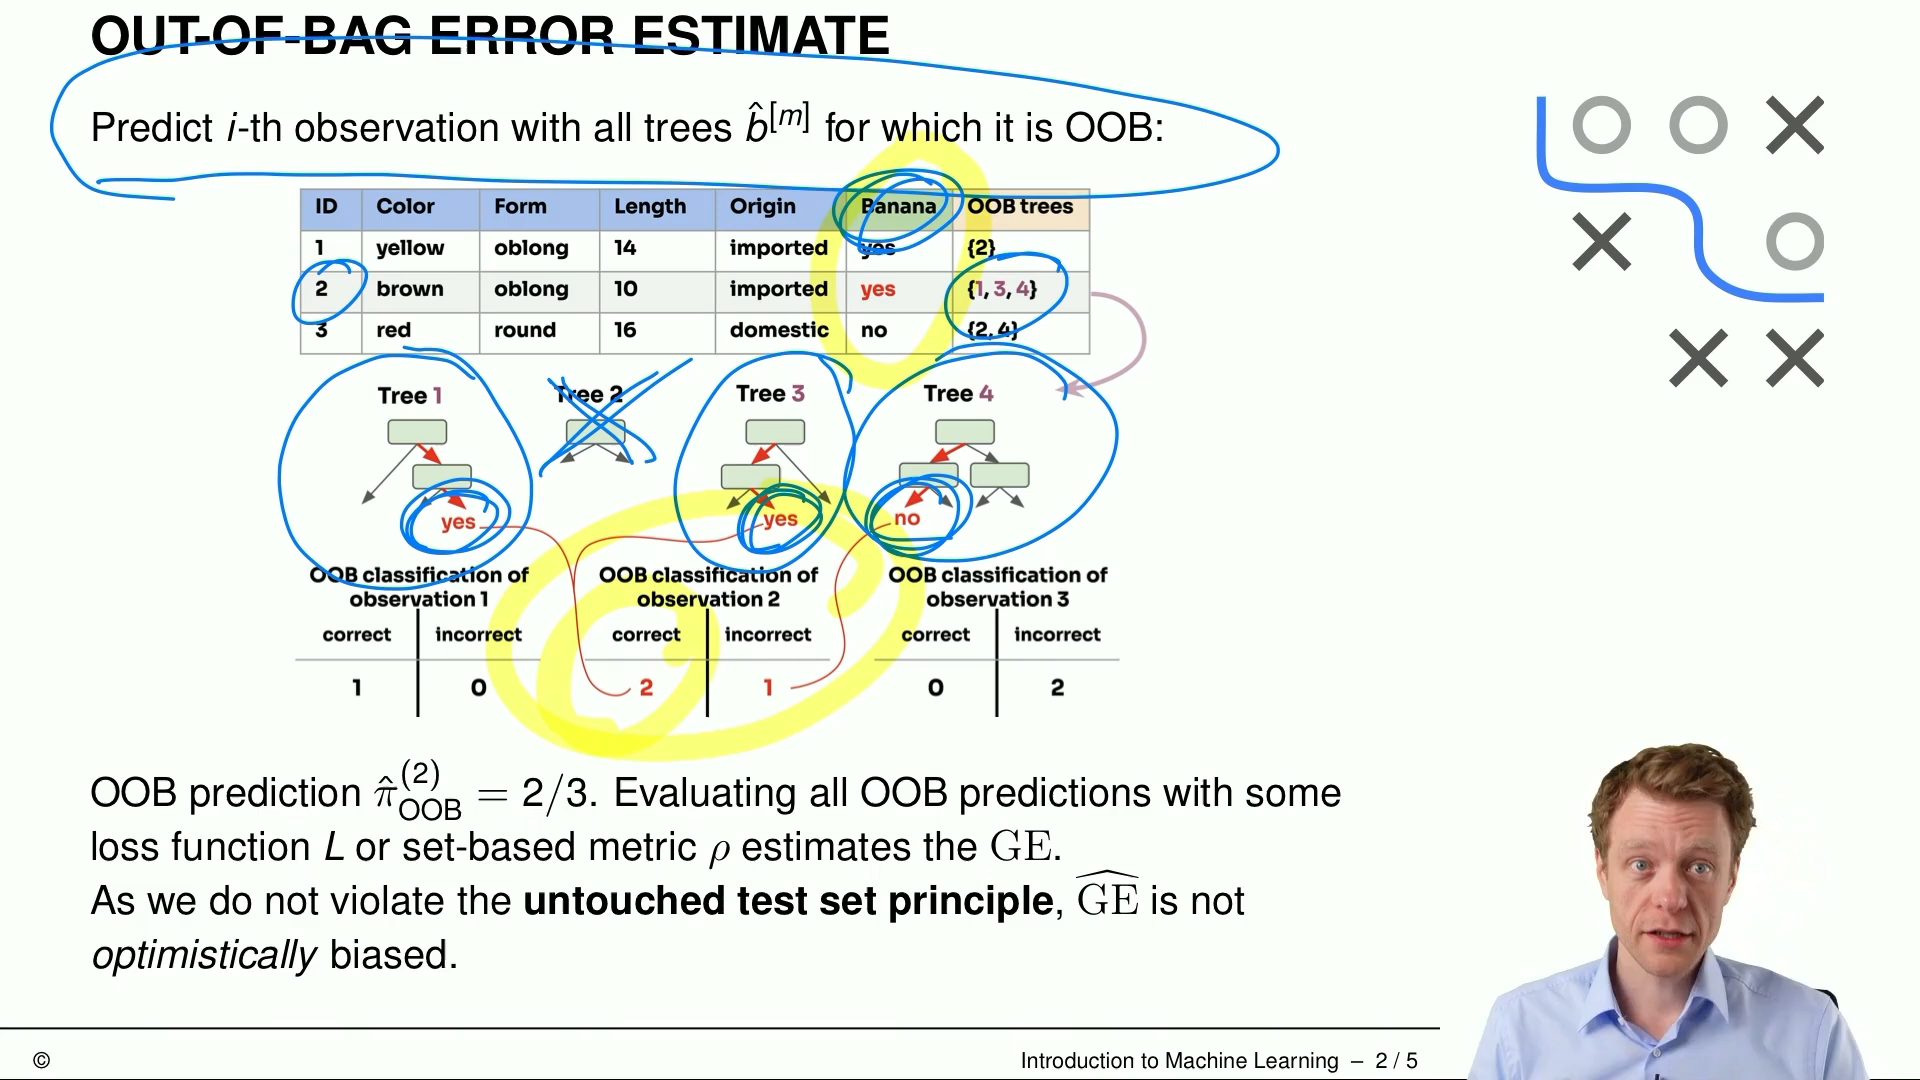 OUT-OF-BAG ERROR ESTIMATE
Predict i-th observation with all trees b̂^[m] for which it is OOB:
ID Color Form Length Origin Banana OOB trees
1 yellow oblong 14 imported yes {2}
2 brown oblong 10 imported yes {1, 3, 4}
3 red round 16 domestic no {2, 4}
Tree 1 Tree 2 Tree 3 Tree 4
yes yes no
OOB classification of observation 1
correct incorrect
1 0
OOB classification of observation 2
correct incorrect
2 1
OOB classification of observation 3
correct incorrect
0 2
OOB prediction π̂_OOB^(2) = 2/3. Evaluating all OOB predictions with some
loss function L or set-based metric ρ estimates the GE.
As we do not violate the untouched test set principle, ĜE is not
optimistically biased.
© Introduction to Machine Learning – 2 / 5